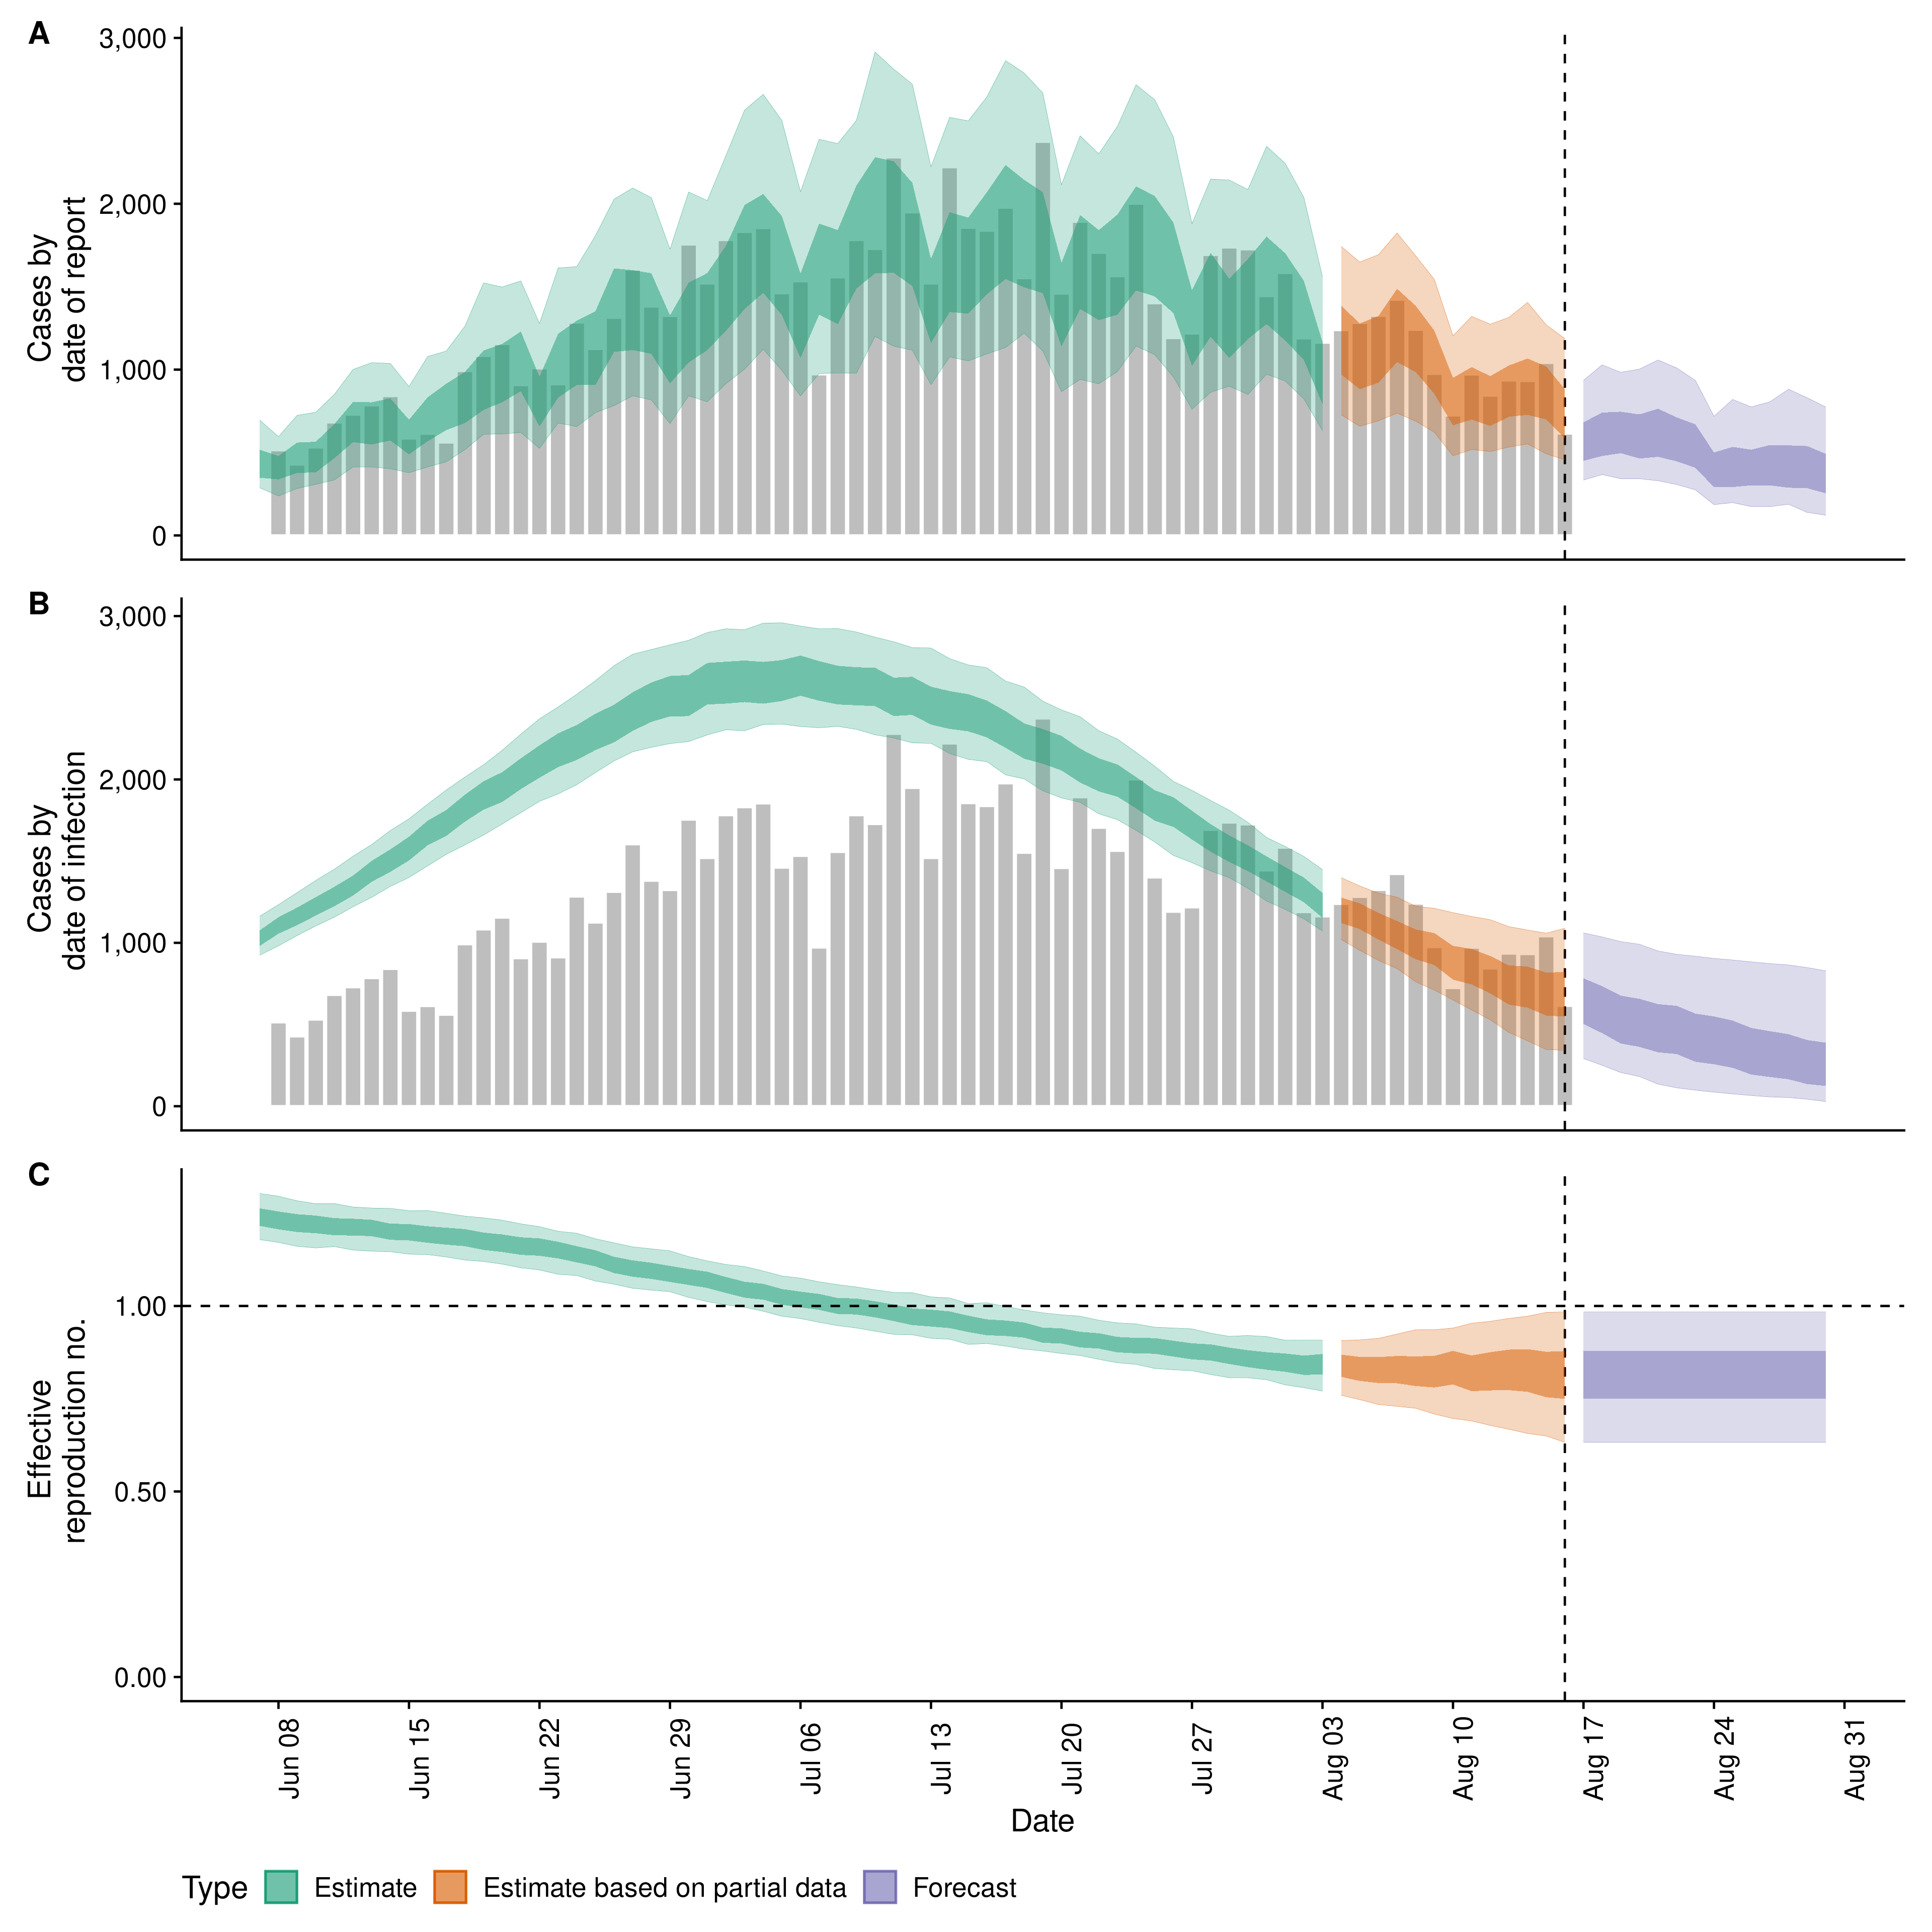 A
3,000
2,000
1,000
0
Cases by
date of report
B
3,000
2,000
1,000
0
Cases by
date of infection
C
1.00
0.50
0.00
Effective
reproduction no.
Jun 08
Jun 15
Jun 22
Jun 29
Jul 06
Jul 13
Jul 20
Jul 27
Aug 03
Aug 10
Aug 17
Aug 24
Aug 31
Date
Type Estimate Estimate based on partial data Forecast